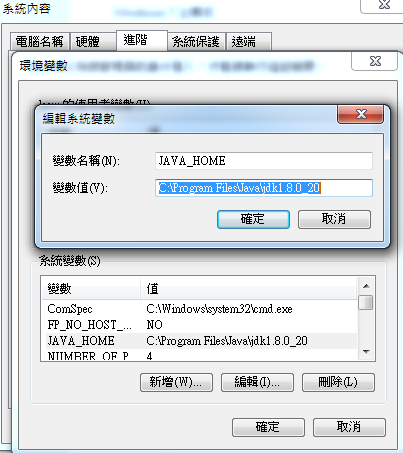 系統內容
電腦名稱
硬體
進階
系統保護
遠端
環境變數
的使用者變數(U)
編輯系統變數
變數名稱(N):
JAVA_HOME
變數值(V):
C:\Program Files\Java\jdk1.8.0_20
確定
取消
系統變數(S)
變數
值
ComSpec
C:\Windows\system32\cmd.exe
FP_NO_HOST_...
NO
JAVA_HOME
C:\Program Files\Java\jdk1.8.0_20
NUMBER_OF_P...
4
新增(W)...
編輯(I)...
刪除(L)
確定
取消